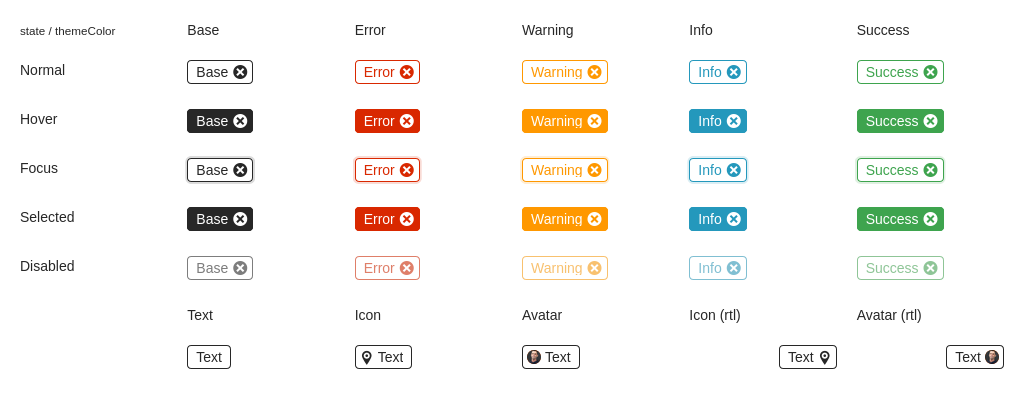 state / themeColor Base Error Warning Info Success
Normal Base Error Warning Info Success
Hover Base Error Warning Info Success
Focus Base Error Warning Info Success
Selected Base Error Warning Info Success
Disabled Base Error Warning Info Success
Text Icon Avatar Icon (rtl) Avatar (rtl)
Text Text Text Text Text